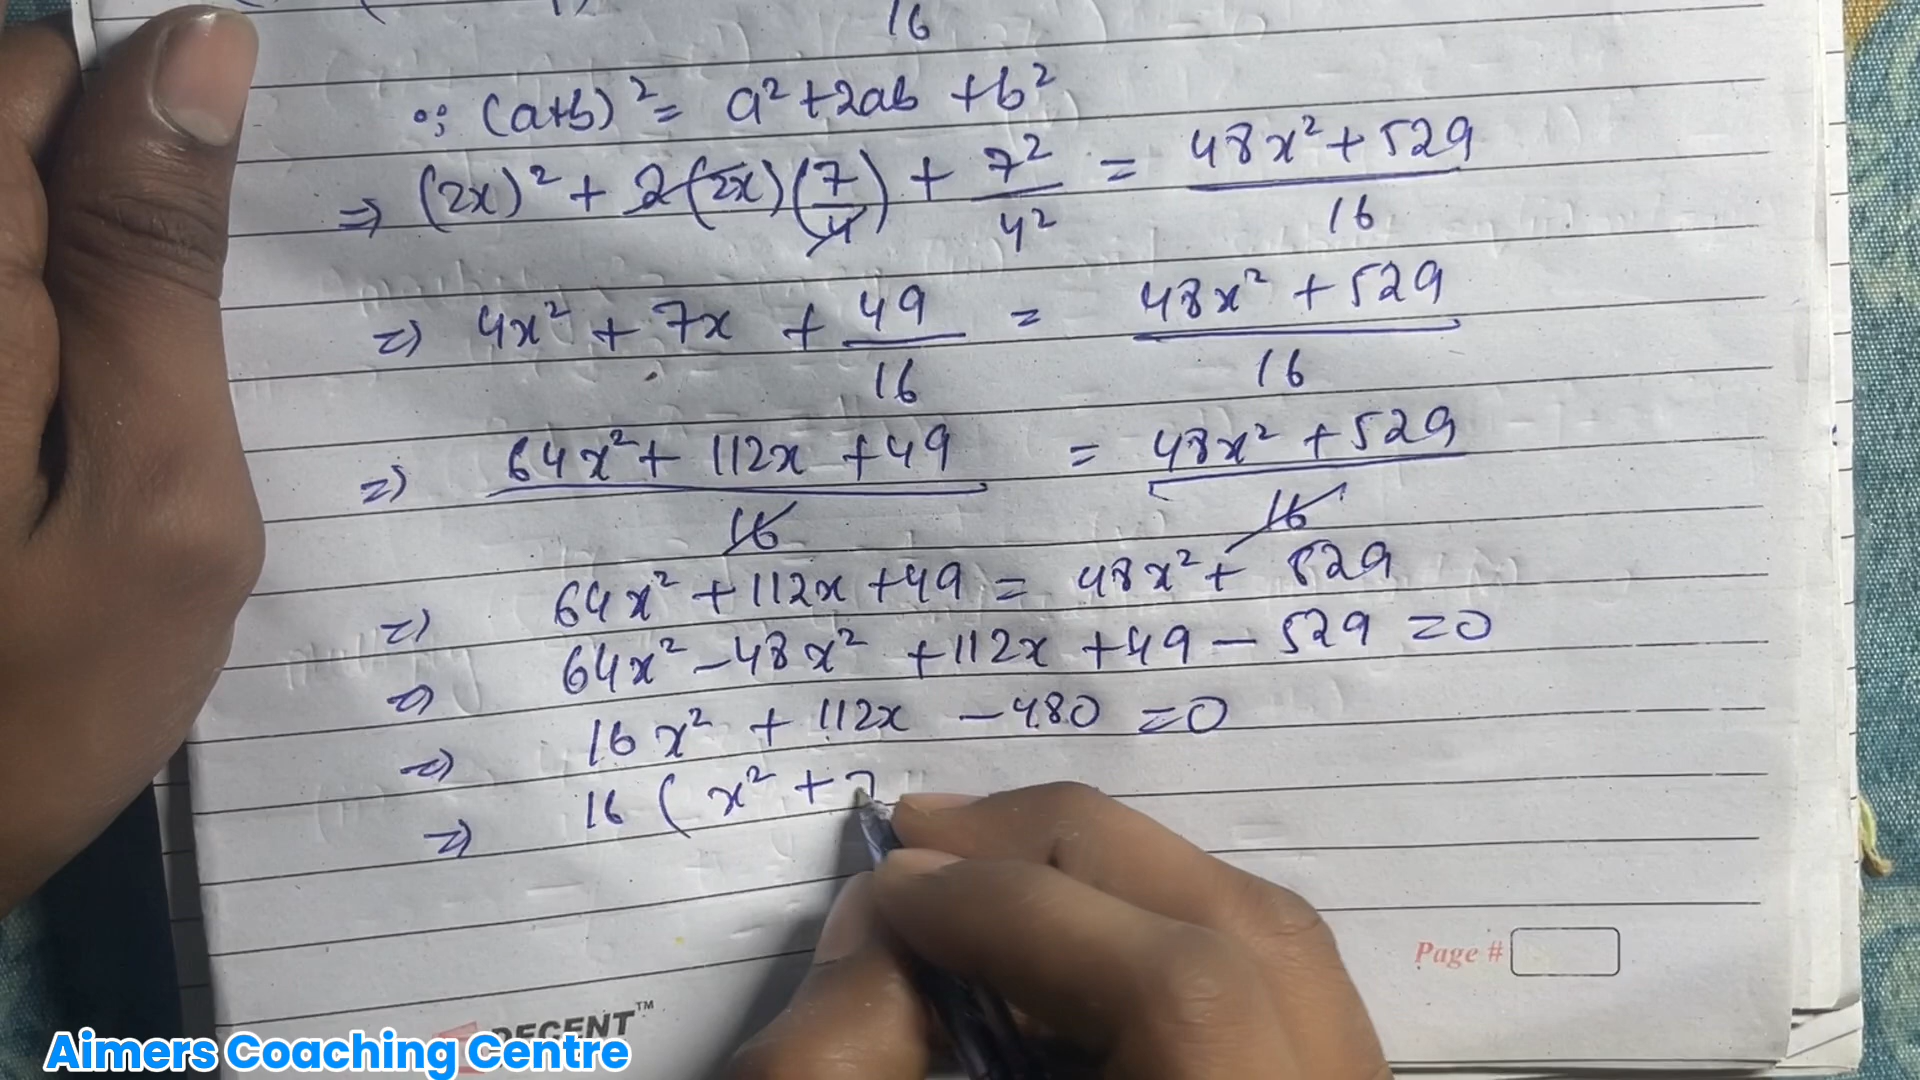 16
∵ (a+b)² = a²+2ab +b²
⇒ (2x)² + 2(2x)(7/4) + 7²/4² = 48x²+529/16
⇒ 4x² + 7x + 49/16 = 48x² + 529/16
⇒ 64x²+ 112x +49/16 = 48x² +529/16
⇒ 64x² +112x +49 = 48x²+ 529
⇒ 64x² -48x² +112x +49 - 529 =0
⇒ 16x² + 112x -480 =0
⇒ 16 ( x² + 7
Page #
DECENT™
Aimers Coaching Centre